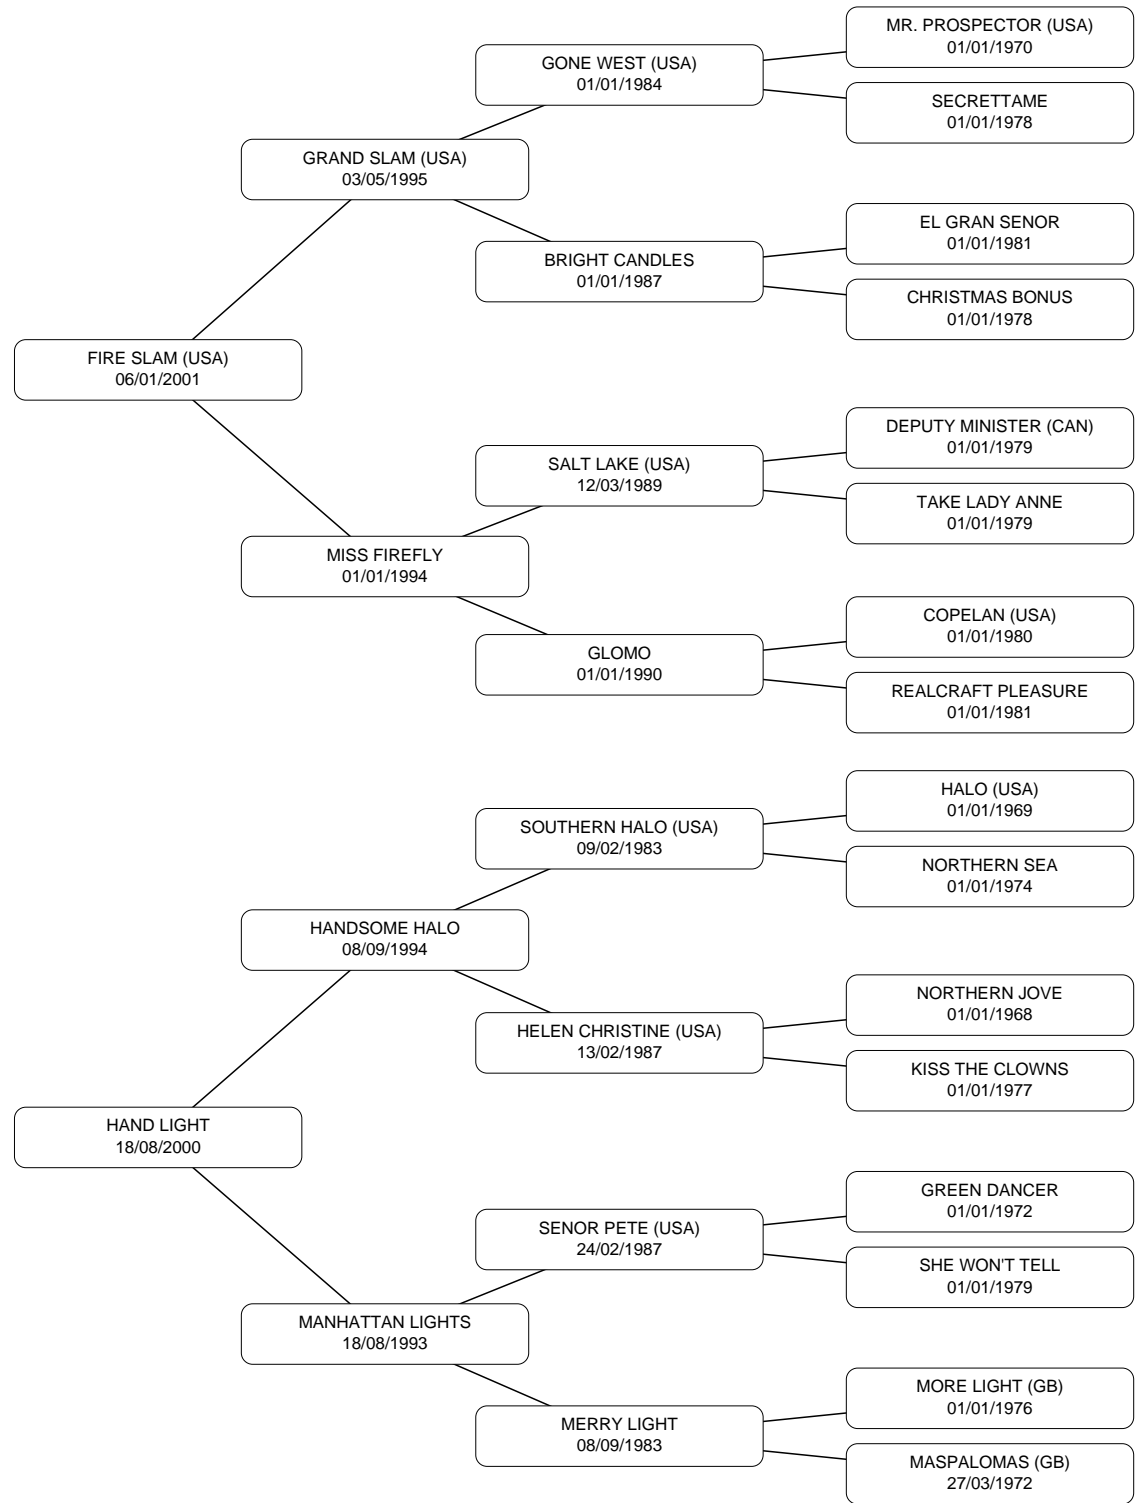 MR. PROSPECTOR (USA)
01/01/1970
GONE WEST (USA)
01/01/1984
SECRETTAME
01/01/1978
GRAND SLAM (USA)
03/05/1995
EL GRAN SENOR
01/01/1981
BRIGHT CANDLES
01/01/1987
CHRISTMAS BONUS
01/01/1978
FIRE SLAM (USA)
06/01/2001
DEPUTY MINISTER (CAN)
01/01/1979
SALT LAKE (USA)
12/03/1989
TAKE LADY ANNE
01/01/1979
MISS FIREFLY
01/01/1994
COPELAN (USA)
01/01/1980
GLOMO
01/01/1990
REALCRAFT PLEASURE
01/01/1981
HALO (USA)
01/01/1969
SOUTHERN HALO (USA)
09/02/1983
NORTHERN SEA
01/01/1974
HANDSOME HALO
08/09/1994
NORTHERN JOVE
01/01/1968
HELEN CHRISTINE (USA)
13/02/1987
KISS THE CLOWNS
01/01/1977
HAND LIGHT
18/08/2000
GREEN DANCER
01/01/1972
SENOR PETE (USA)
24/02/1987
SHE WON'T TELL
01/01/1979
MANHATTAN LIGHTS
18/08/1993
MORE LIGHT (GB)
01/01/1976
MERRY LIGHT
08/09/1983
MASPALOMAS (GB)
27/03/1972